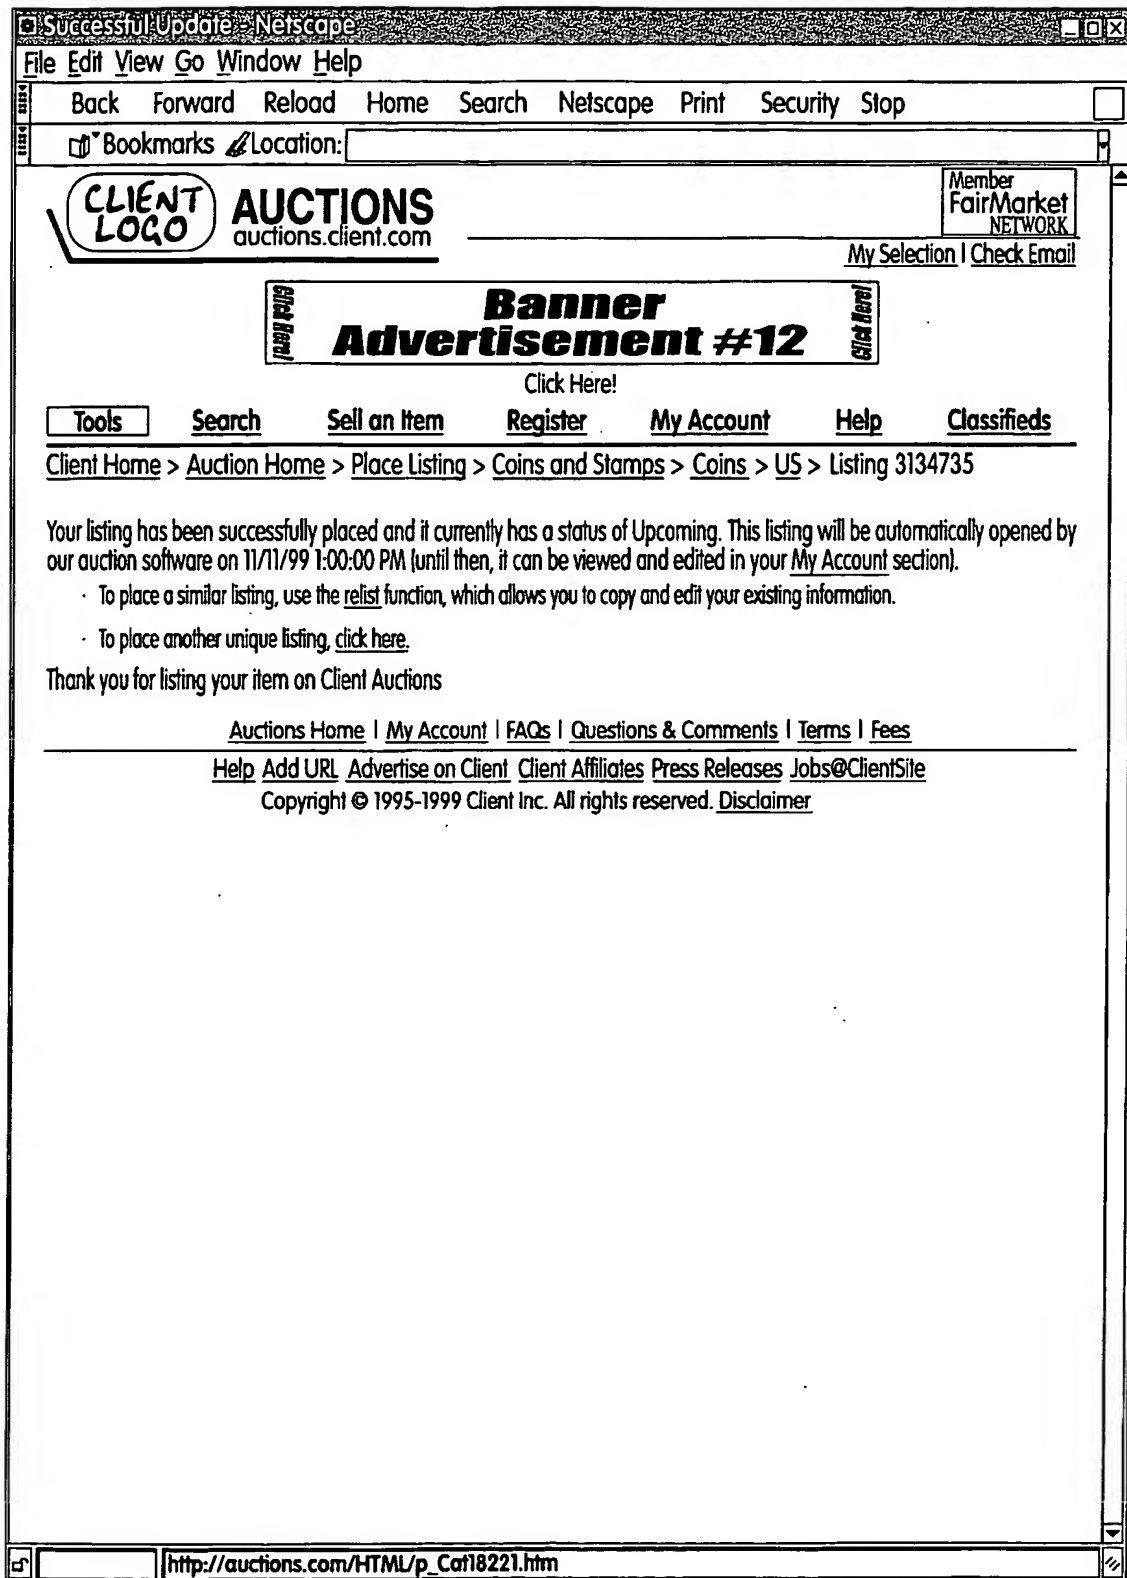 Successful Update - Netscape
File Edit View Go Window Help
Back Forward Reload Home Search Netscape Print Security Stop
Bookmarks Location:
CLIENT LOGO
AUCTIONS
auctions.client.com
Member
FairMarket
NETWORK
My Selection | Check Email
Click Here!
Banner
Advertisement #12
Click Here!
Click Here!
Tools Search Sell an Item Register My Account Help Classifieds
Client Home > Auction Home > Place Listing > Coins and Stamps > Coins > US > Listing 3134735
Your listing has been successfully placed and it currently has a status of Upcoming. This listing will be automatically opened by
our auction software on 11/11/99 1:00:00 PM (until then, it can be viewed and edited in your My Account section).
· To place a similar listing, use the relist function, which allows you to copy and edit your existing information.
· To place another unique listing, click here.
Thank you for listing your item on Client Auctions
Auctions Home | My Account | FAQs | Questions & Comments | Terms | Fees
Help Add URL Advertise on Client Client Affiliates Press Releases Jobs@ClientSite
Copyright © 1995-1999 Client Inc. All rights reserved. Disclaimer
http://auctions.com/HTML/p_Cat18221.htm